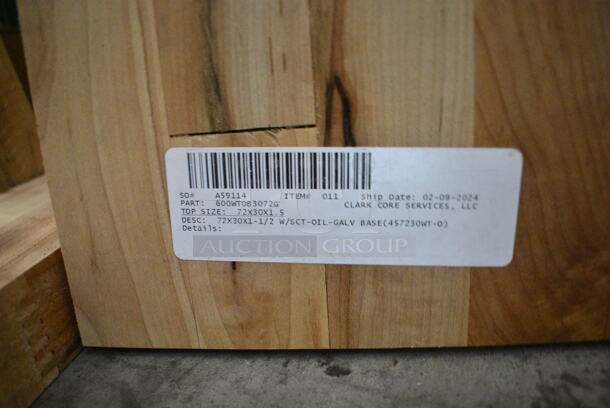 SO# A59114 ITEM# 011 Ship Date: 02-09-2024
PART: 600WTO83072G CLARK CORE SERVICES, LLC
TOP SIZE: 72X30X1.5
DESC: 72X30X1-1/2 W/SCT-OIL-GALV BASE(457230WT-O)
Details:
AUCTION GROUP